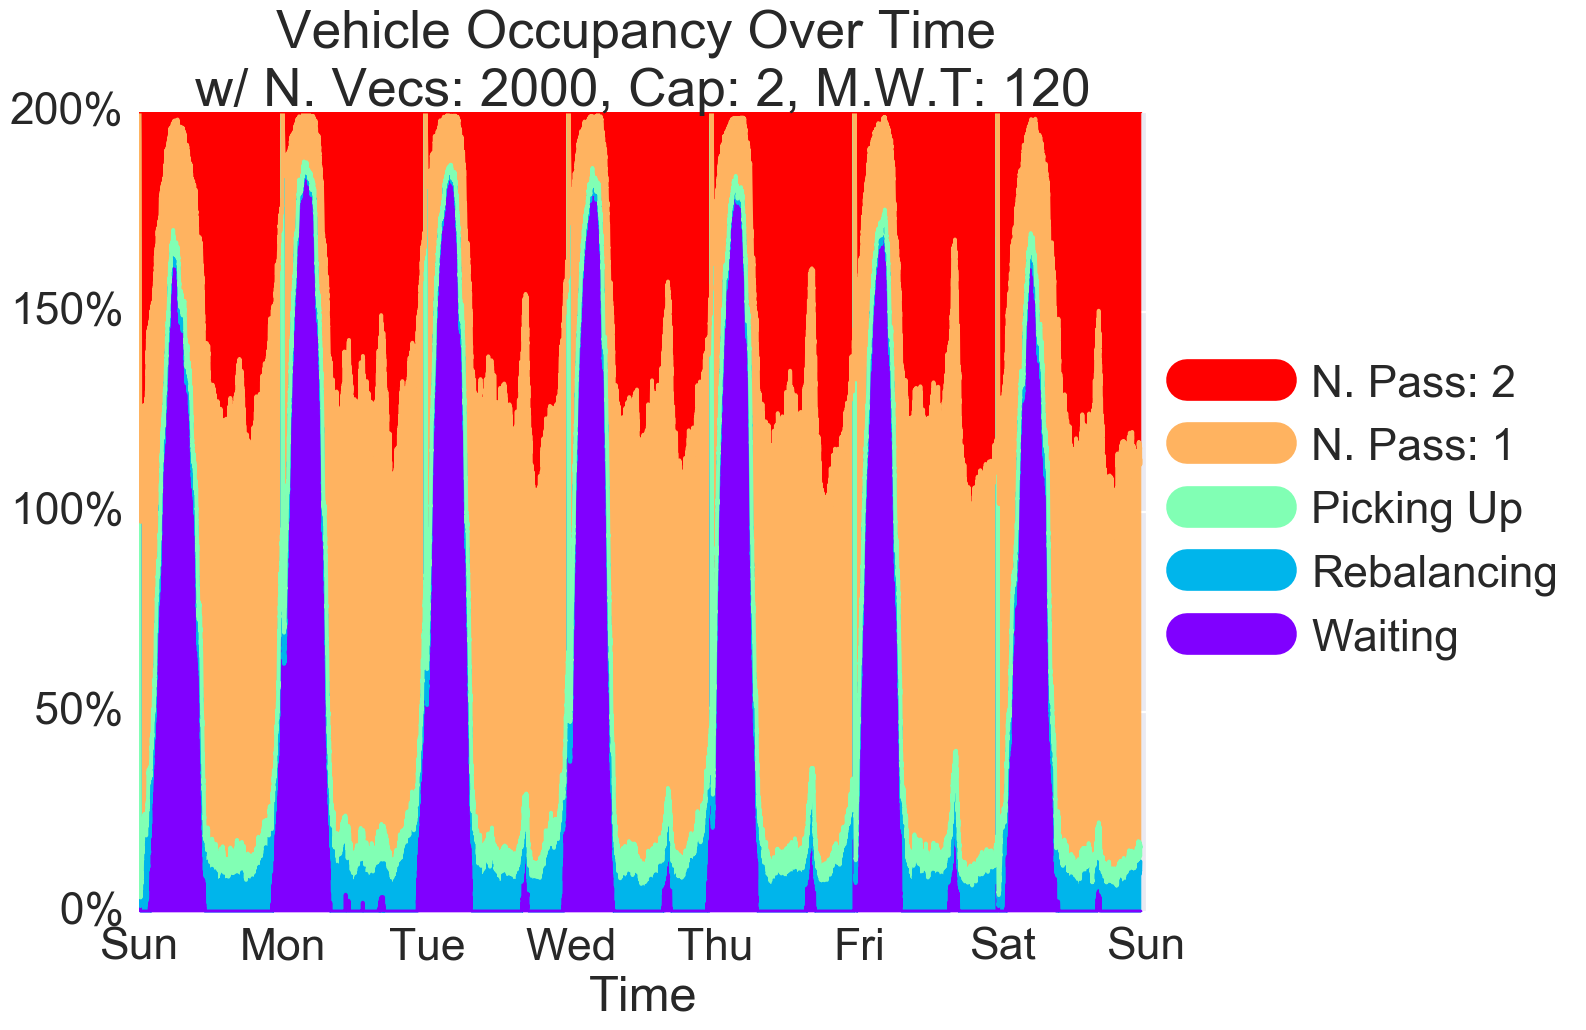 Vehicle Occupancy Over Time
w/ N. Vecs: 2000, Cap: 2, M.W.T: 120
200%
150%
100%
50%
0%
N. Pass: 2
N. Pass: 1
Picking Up
Rebalancing
Waiting
Sun Mon Tue Wed Thu Fri Sat Sun
Time